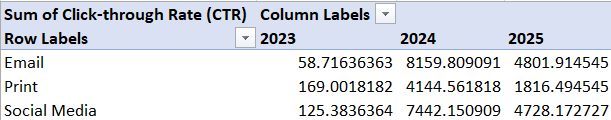 Sum of Click-through Rate (CTR) Column Labels
Row Labels 2023 2024 2025
Email 58.71636363 8159.809091 4801.914545
Print 169.0018182 4144.561818 1816.494545
Social Media 125.3836364 7442.150909 4728.172727